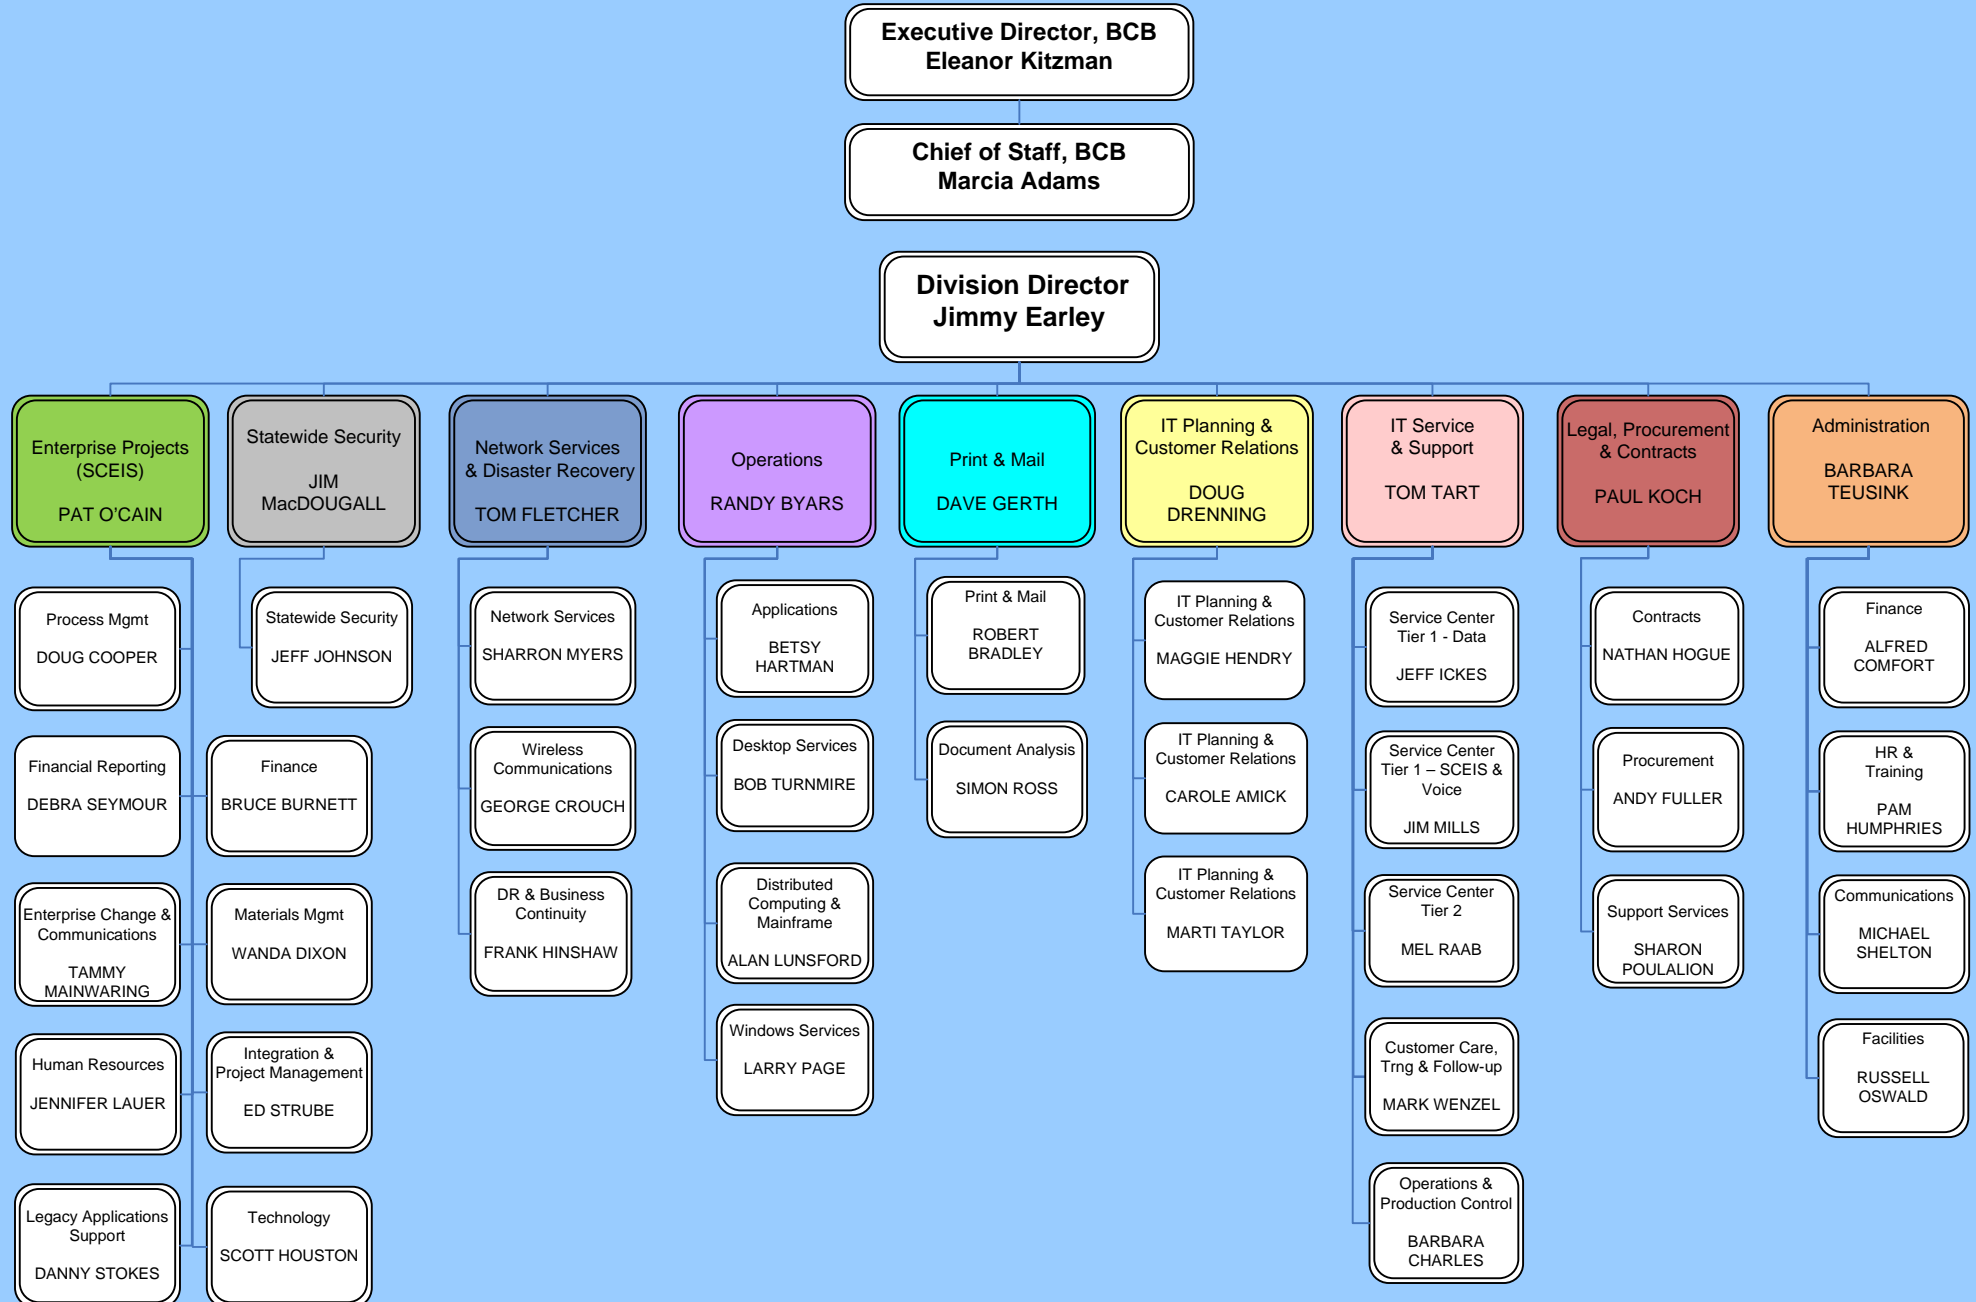 Executive Director, BCB
Eleanor Kitzman
Chief of Staff, BCB
Marcia Adams
Division Director
Jimmy Earley
Enterprise Projects
(SCEIS)
PAT O’CAIN
Statewide Security
JIM
MacDOUGALL
Network Services
& Disaster Recovery
TOM FLETCHER
Operations
RANDY BYARS
Print & Mail
DAVE GERTH
IT Planning &
Customer Relations
DOUG
DRENNING
IT Service
& Support
TOM TART
Legal, Procurement
& Contracts
PAUL KOCH
Administration
BARBARA
TEUSINK
Process Mgmt
DOUG COOPER
Financial Reporting
DEBRA SEYMOUR
Finance
BRUCE BURNETT
Enterprise Change &
Communications
TAMMY
MAINWARING
Materials Mgmt
WANDA DIXON
Human Resources
JENNIFER LAUER
Integration &
Project Management
ED STRUBE
Legacy Applications
Support
DANNY STOKES
Technology
SCOTT HOUSTON
Statewide Security
JEFF JOHNSON
Network Services
SHARRON MYERS
Wireless
Communications
GEORGE CROUCH
DR & Business
Continuity
FRANK HINSHAW
Applications
BETSY
HARTMAN
Desktop Services
BOB TURNMIRE
Distributed
Computing &
Mainframe
ALAN LUNSFORD
Windows Services
LARRY PAGE
Print & Mail
ROBERT
BRADLEY
Document Analysis
SIMON ROSS
IT Planning &
Customer Relations
MAGGIE HENDRY
IT Planning &
Customer Relations
CAROLE AMICK
IT Planning &
Customer Relations
MARTI TAYLOR
Service Center
Tier 1 - Data
JEFF ICKES
Service Center
Tier 1 – SCEIS &
Voice
JIM MILLS
Service Center
Tier 2
MEL RAAB
Customer Care,
Trng & Follow-up
MARK WENZEL
Operations &
Production Control
BARBARA
CHARLES
Contracts
NATHAN HOGUE
Procurement
ANDY FULLER
Support Services
SHARON
POULALION
Finance
ALFRED
COMFORT
HR &
Training
PAM
HUMPHRIES
Communications
MICHAEL
SHELTON
Facilities
RUSSELL
OSWALD